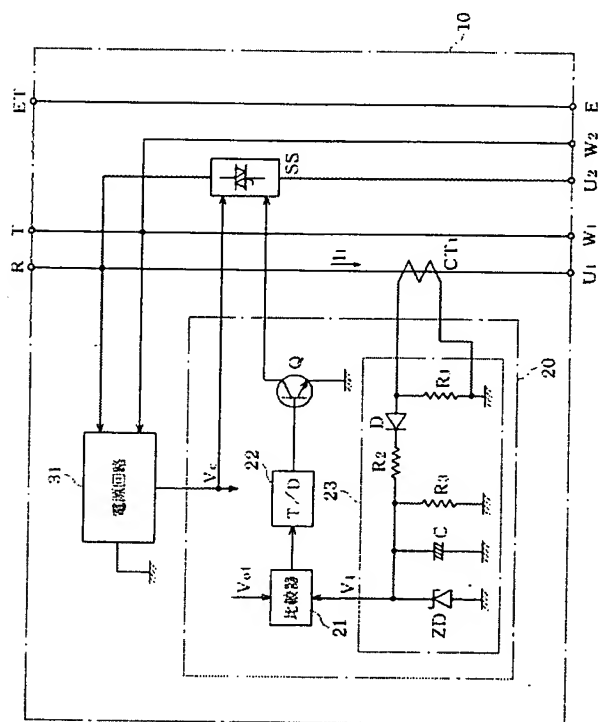 ET
T
R
10
E
W2
U2
W1
U1
SS
I1
CT1
31
電源回路
Vc
Q
20
22
T/D
23
D
R1
R2
R3
C
ZD
Vo1
比較器
21
V1